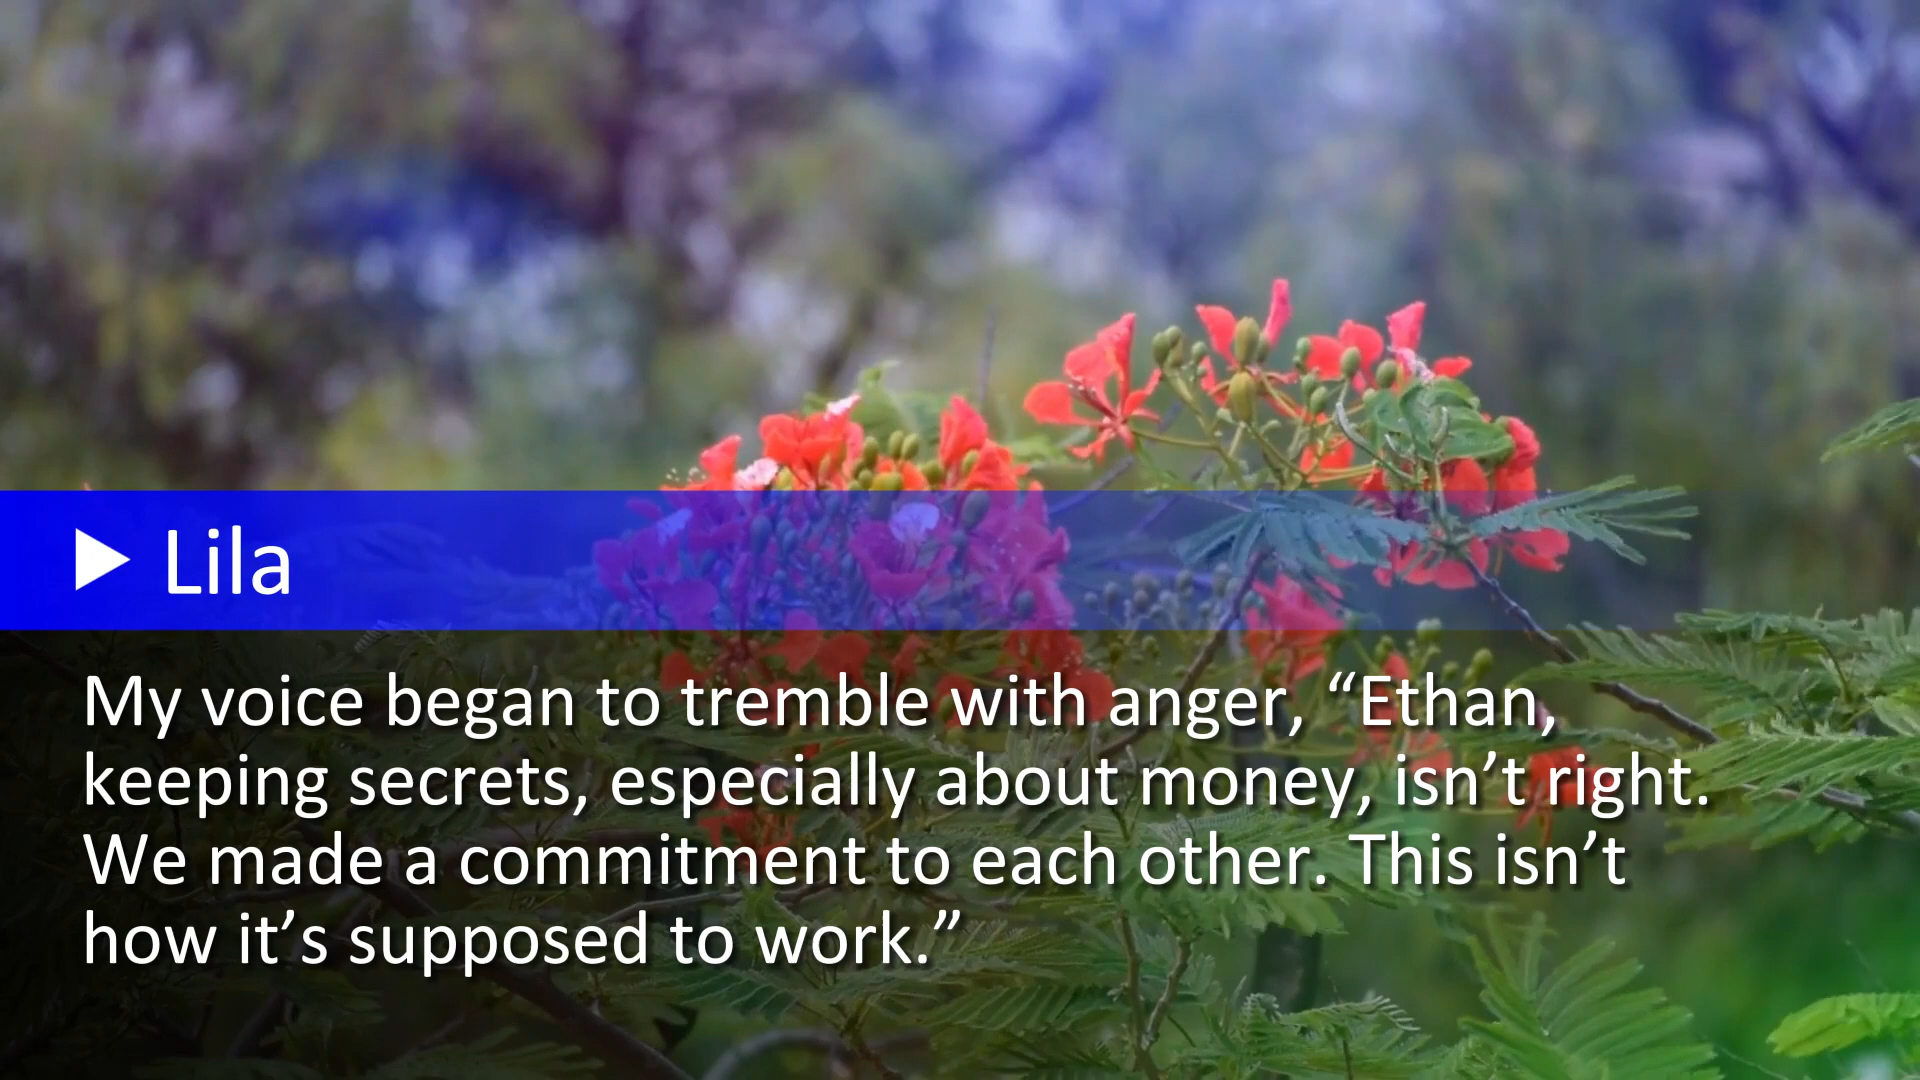 Lila
My voice began to tremble with anger, “Ethan,
keeping secrets, especially about money, isn’t right.
We made a commitment to each other. This isn’t
how it’s supposed to work.”